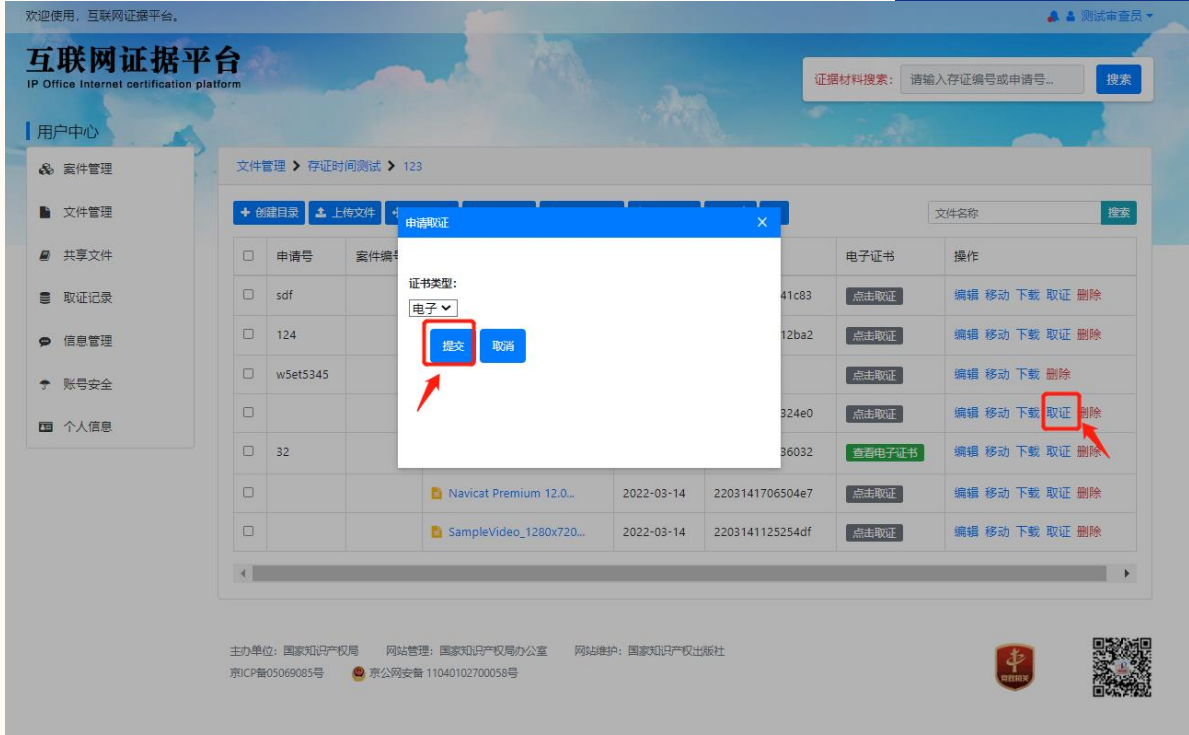 欢迎使用，互联网证据平台。
测试审查员
互联网证据平台
IP Office Internet certification platform
证据材料搜索： 请输入存证编号或申请号... 搜索
用户中心
案件管理
文件管理
共享文件
取证记录
信息管理
账号安全
个人信息
文件管理 存证时间测试 123
创建目录 上传文件
文件名称 搜索
申请取证
证书类型：
电子
提交 取消
申请号 案件编号 电子证书 操作
sdf 41c83 点击取证 编辑 移动 下载 取证 删除
124 12ba2 点击取证 编辑 移动 下载 取证 删除
w5et5345 点击取证 编辑 移动 下载 删除
324e0 点击取证 编辑 移动 下载 取证 删除
32 36032 查看电子证书 编辑 移动 下载 取证 删除
Navicat Premium 12.0... 2022-03-14 2203141706504e7 点击取证 编辑 移动 下载 取证 删除
SampleVideo_1280x720... 2022-03-14 2203141125254df 点击取证 编辑 移动 下载 取证 删除
主办单位：国家知识产权局 网站管理：国家知识产权局办公室 网站维护：国家知识产权出版社
京ICP备05069085号 京公网安备 11040102700058号
党政机关